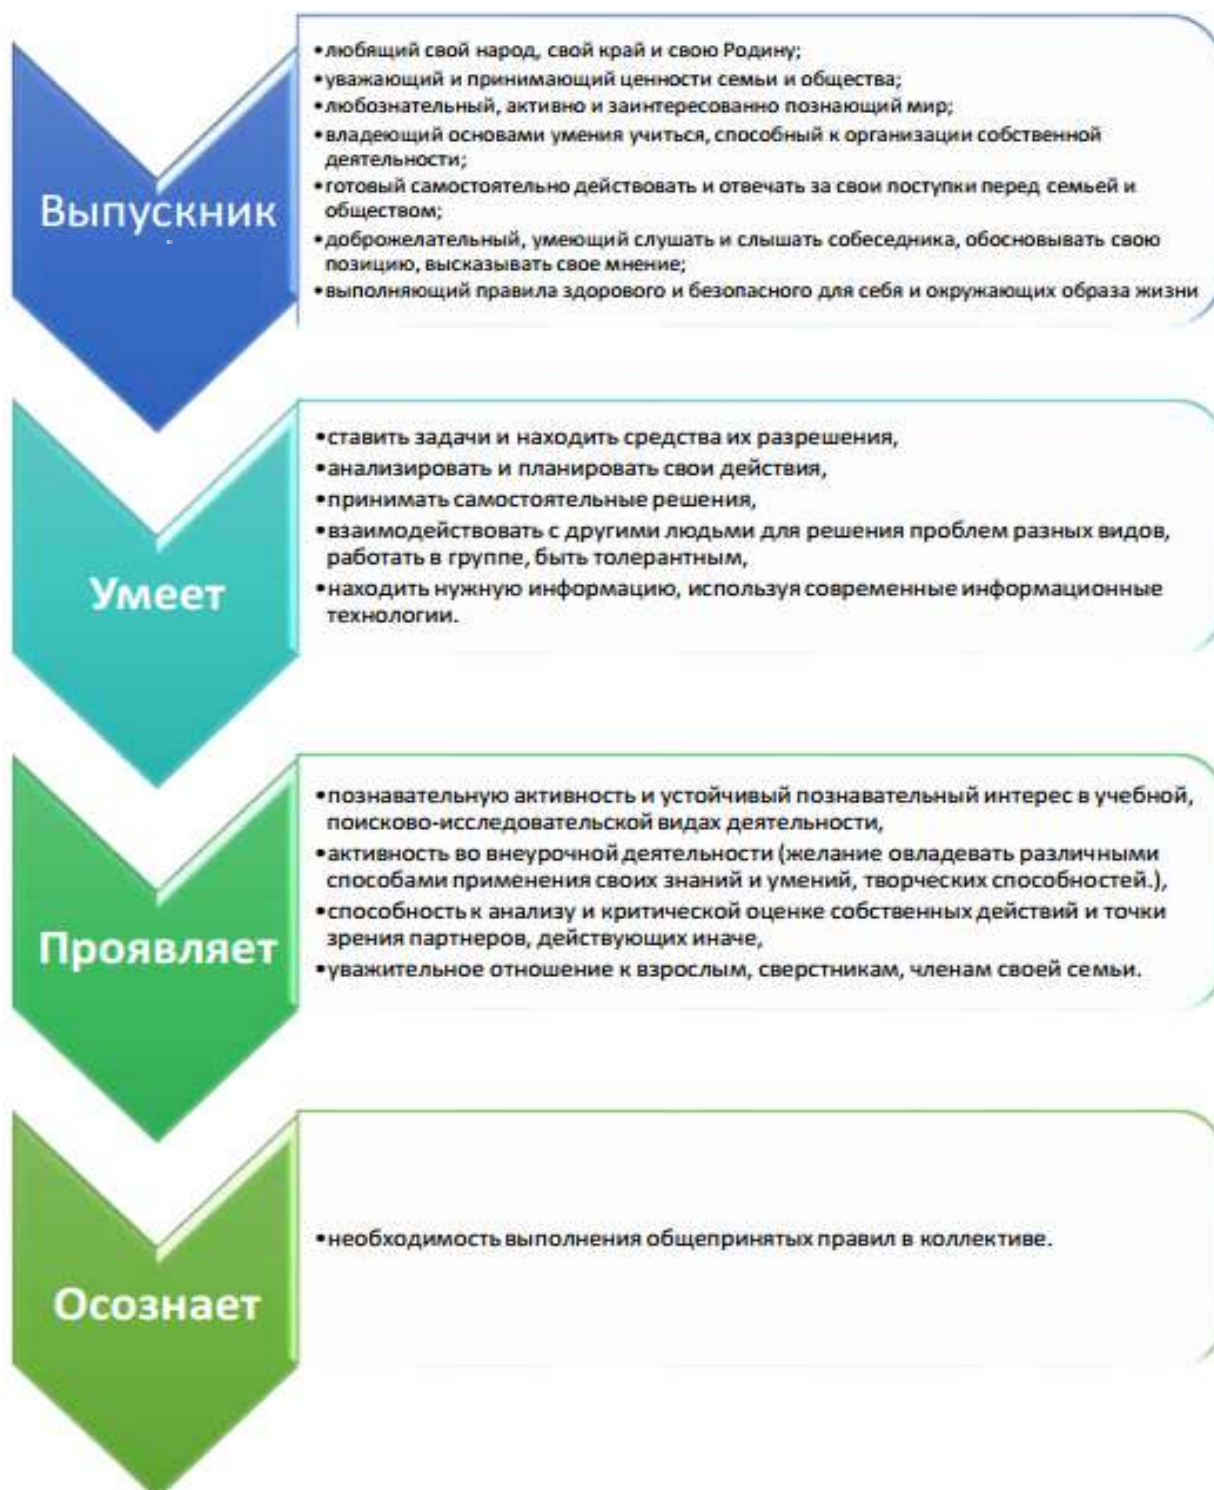 Выпускник
•любящий свой народ, свой край и свою Родину;
•уважающий и принимающий ценности семьи и общества;
•любознательный, активно и заинтересованно познающий мир;
•владеющий основами умения учиться, способный к организации собственной
деятельности;
•готовый самостоятельно действовать и отвечать за свои поступки перед семьей и
обществом;
•доброжелательный, умеющий слушать и слышать собеседника, обосновывать свою
позицию, высказывать свое мнение;
•выполняющий правила здорового и безопасного для себя и окружающих образа жизни
Умеет
•ставить задачи и находить средства их разрешения,
•анализировать и планировать свои действия,
•принимать самостоятельные решения,
•взаимодействовать с другими людьми для решения проблем разных видов,
работать в группе, быть толерантным,
•находить нужную информацию, используя современные информационные
технологии.
Проявляет
•познавательную активность и устойчивый познавательный интерес в учебной,
поисково-исследовательской видах деятельности,
•активность во внеурочной деятельности (желание овладевать различными
способами применения своих знаний и умений, творческих способностей.),
•способность к анализу и критической оценке собственных действий и точки
зрения партнеров, действующих иначе,
•уважительное отношение к взрослым, сверстникам, членам своей семьи.
Осознает
•необходимость выполнения общепринятых правил в коллективе.